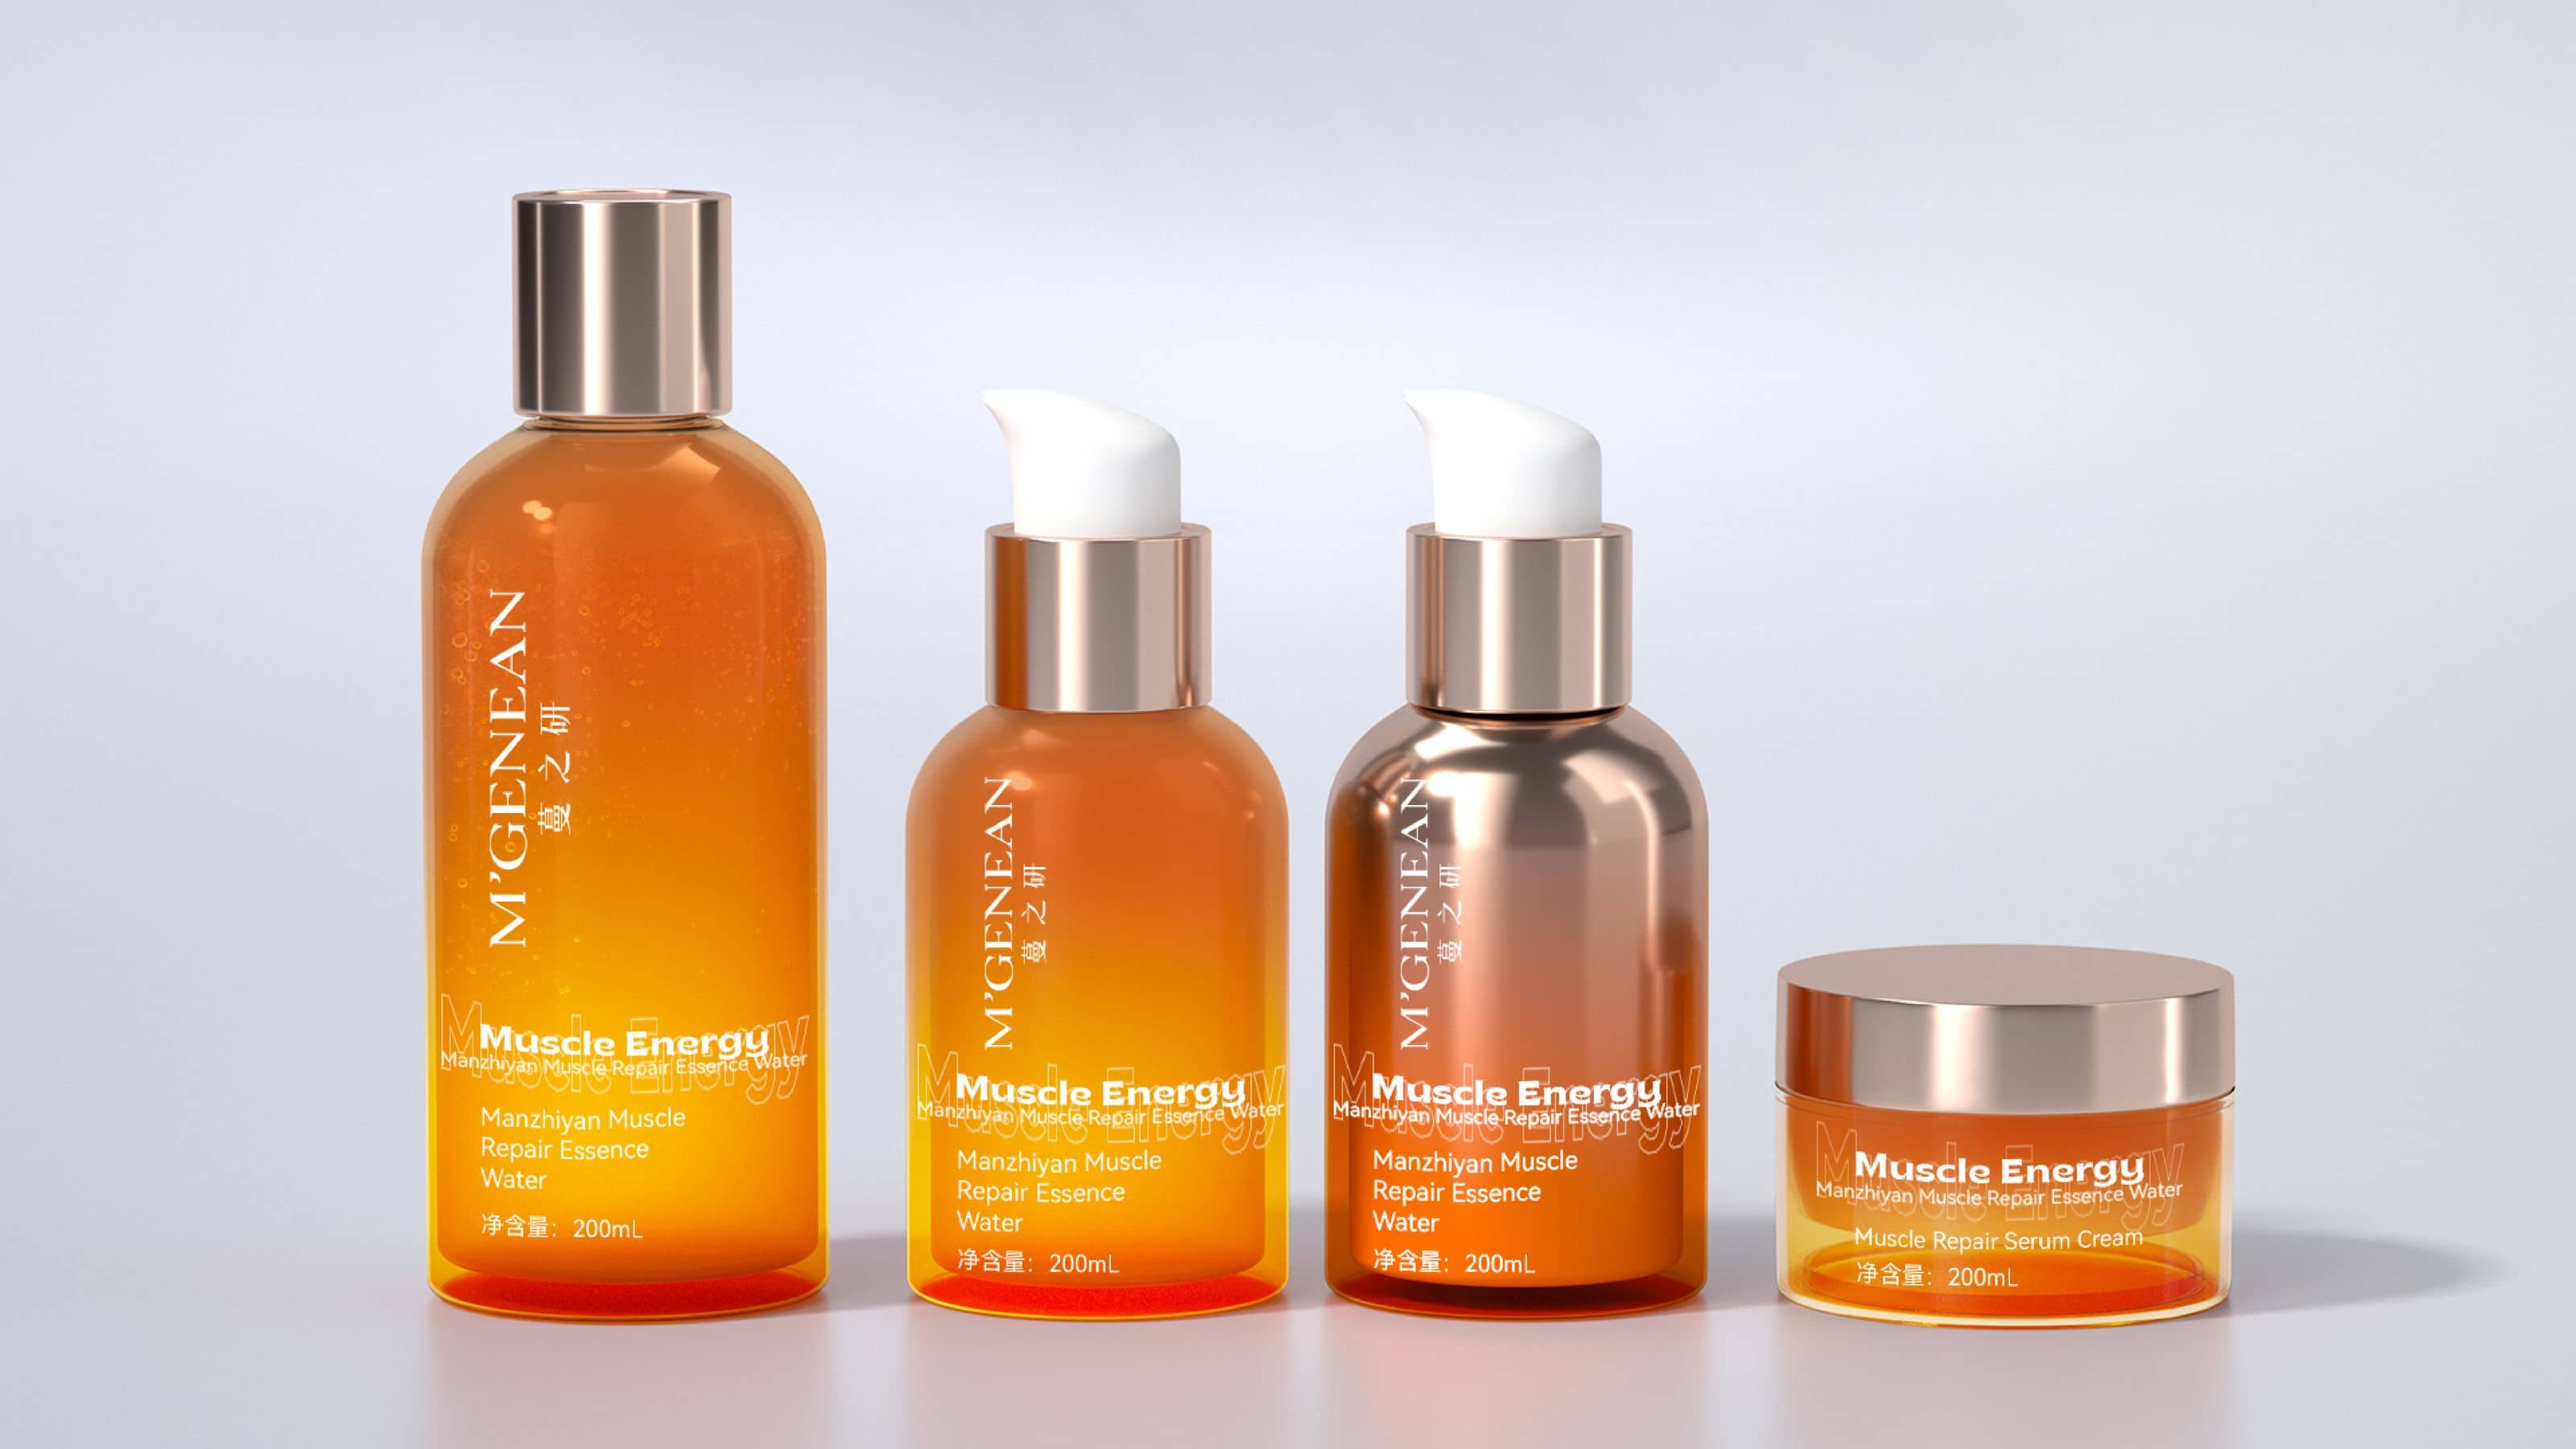 M'GENEAN
蔓之研
Muscle Energy
Muscle Energy
Manzhiyan Muscle Repair Essence Water
Manzhiyan Muscle
Repair Essence
Water
净含量：200mL
M'GENEAN
蔓之研
Muscle Energy
Muscle Energy
Manzhiyan Muscle Repair Essence Water
Manzhiyan Muscle
Repair Essence
Water
净含量：200mL
M'GENEAN
蔓之研
Muscle Energy
Muscle Energy
Manzhiyan Muscle Repair Essence Water
Manzhiyan Muscle
Repair Essence
Water
净含量：200mL
Muscle Energy
Muscle Energy
Manzhiyan Muscle Repair Essence Water
Muscle Repair Serum Cream
净含量：200mL